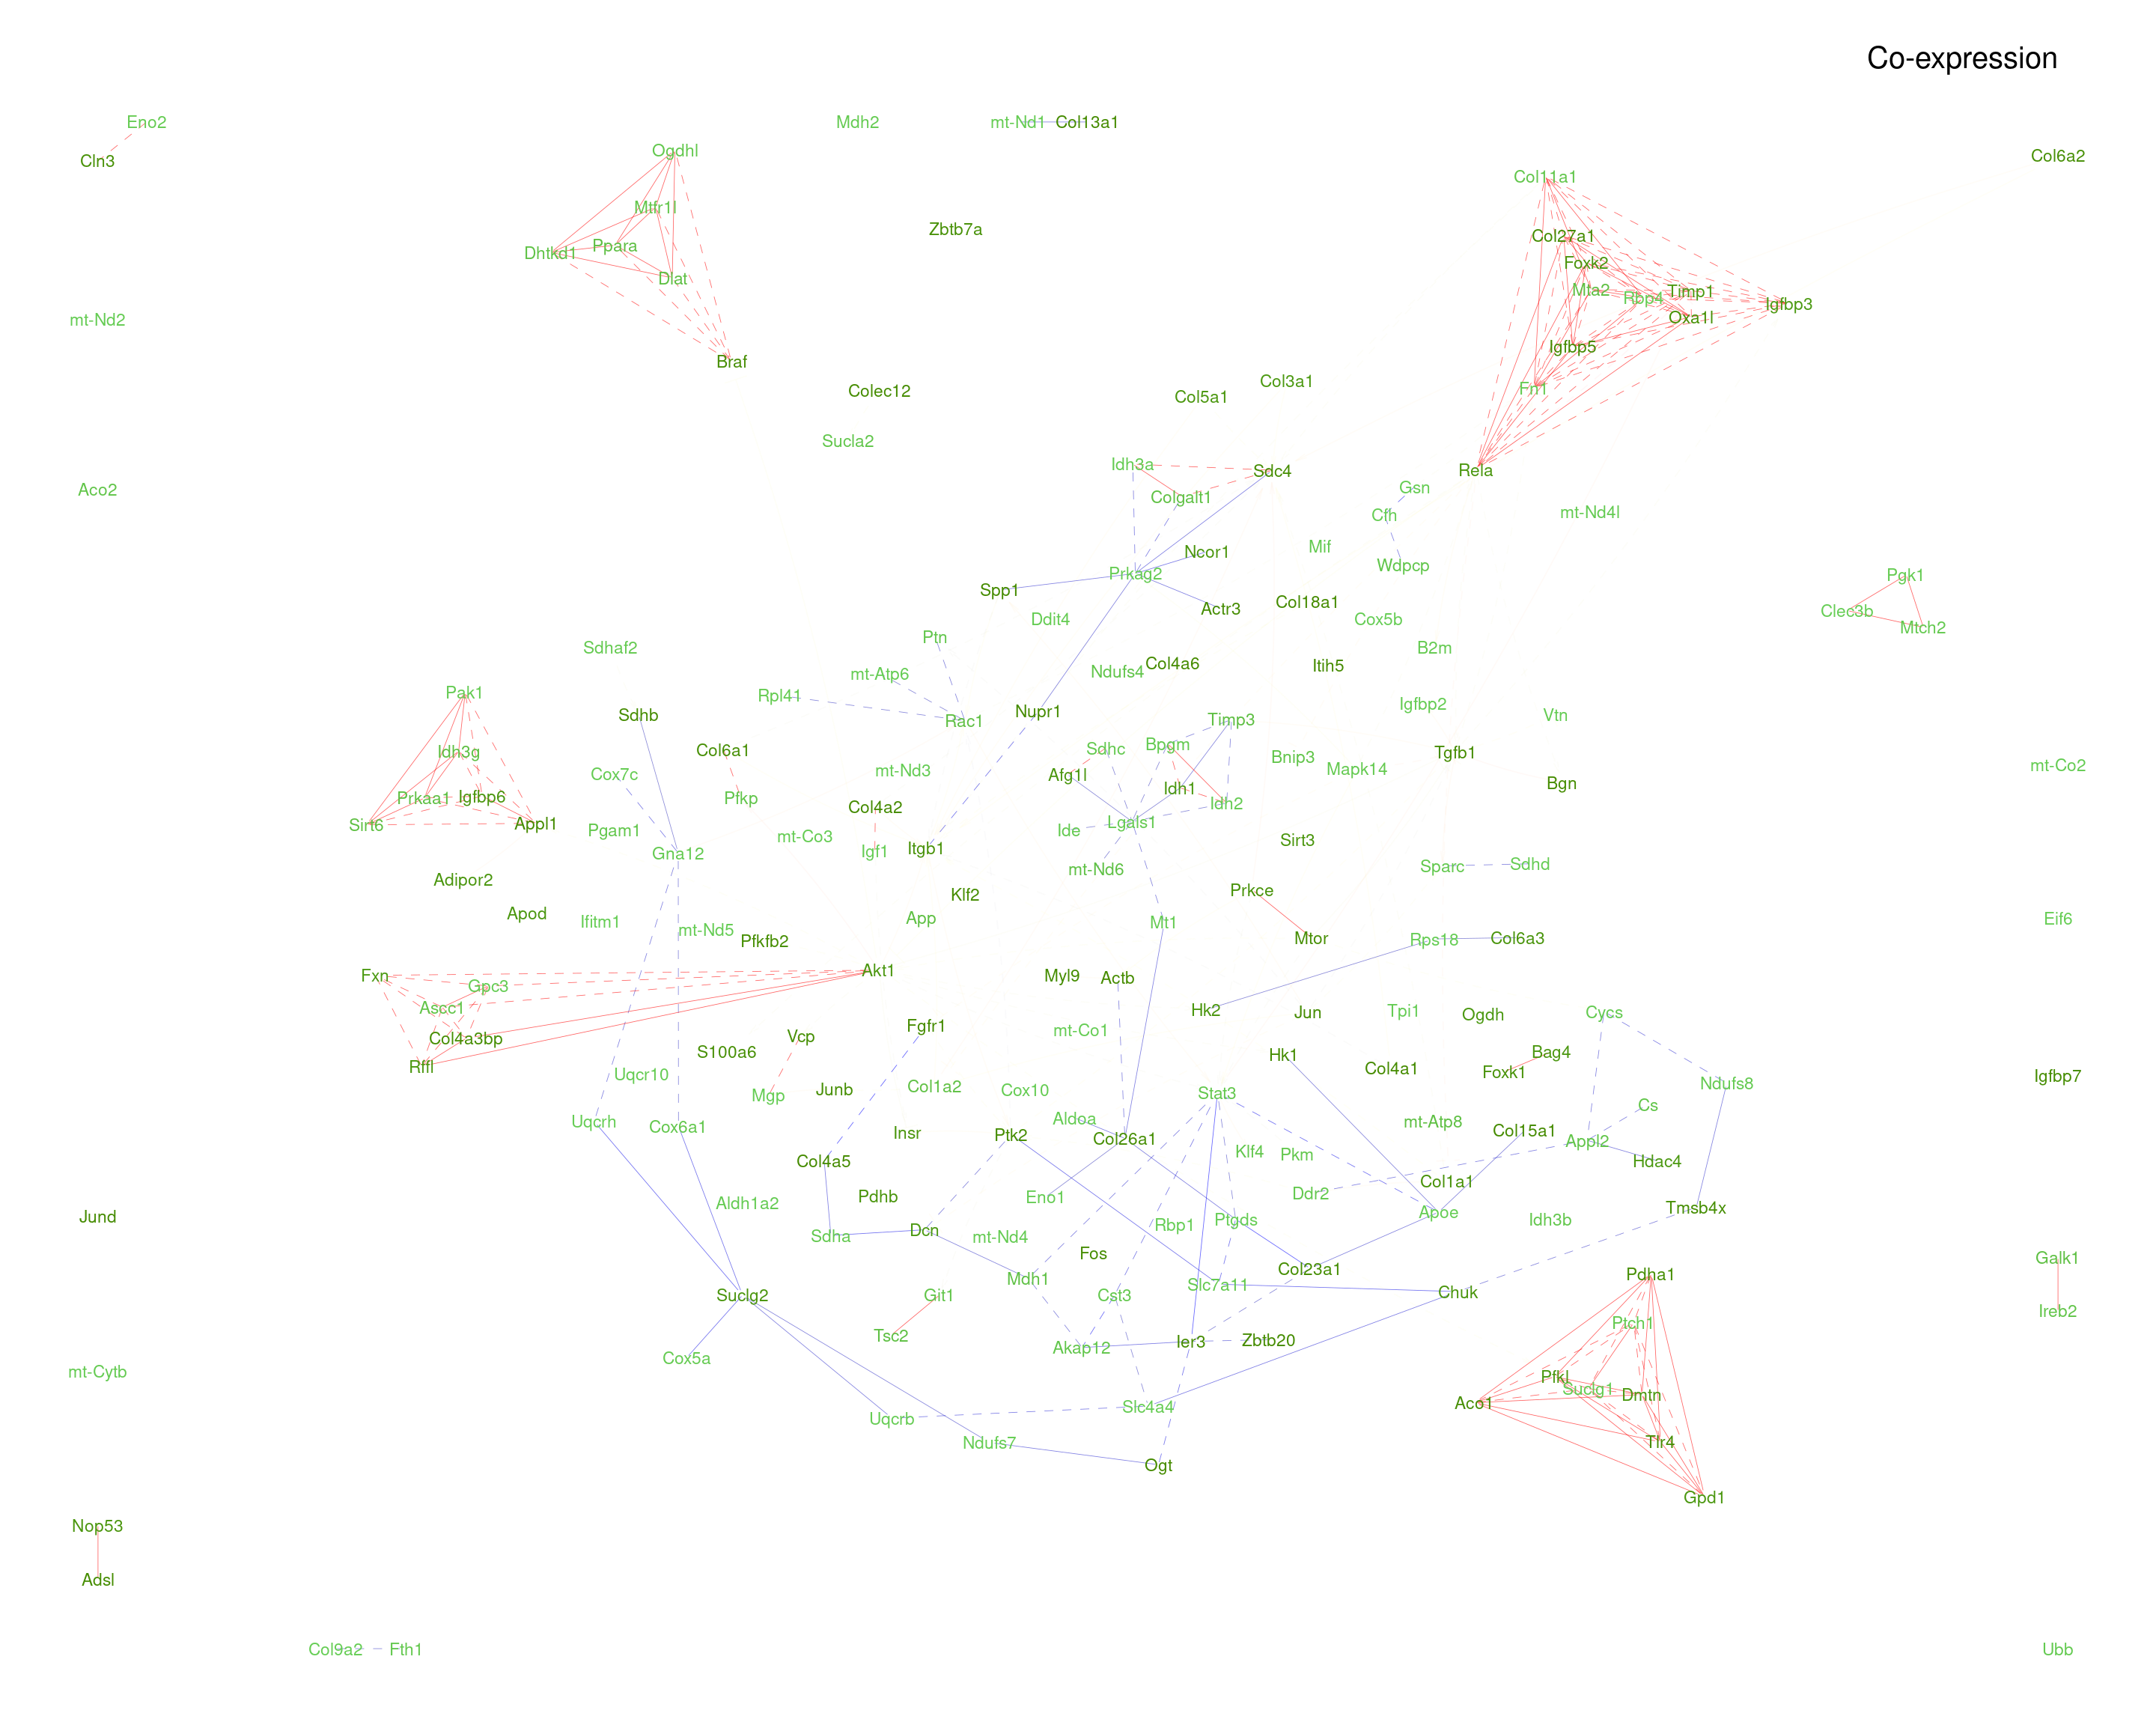 Co-expression
Eno2
Mdh2
mt-Nd1 Col13a1
Cln3
Ogdhl
Col6a2
Col11a1
Mtfr1l
Zbtb7a
Col27a1
Dhtkd1 Ppara
Foxk2
Dlat
Mta2 Rbp4 Timp1
Igfbp3
mt-Nd2
Oxa1l
Igfbp5
Braf
Col3a1
Colec12
Col5a1
Fn1
Sucla2
Idh3a
Sdc4
Rela
Aco2
Colgalt1
Gsn
Cfh
mt-Nd4l
Ncor1
Mif
Prkag2
Wdpcp
Pgk1
Spp1
Col18a1
Actr3
Clec3b
Ddit4
Cox5b
Mtch2
Ptn
Sdhaf2
B2m
Col4a6
Itih5
mt-Atp6
Ndufs4
Pak1
Rpl41
Igfbp2
Sdhb
Nupr1
Vtn
Rac1
Timp3
Idh3g
Col6a1
Sdhc
Bpgm
Tgfb1
Bnip3
mt-Co2
Cox7c
mt-Nd3
Afg1l
Mapk14
Bgn
Prkaa1 Igfbp6
Pfkp
Idh1
Col4a2
Idh2
Sirt6
Appl1
Pgam1
mt-Co3
Lgals1
Ide
Sirt3
Gna12
Igf1
Itgb1
mt-Nd6
Sparc
Sdhd
Adipor2
Prkce
Klf2
Apod
Ifitm1
App
Mt1
Eif6
mt-Nd5
Pfkfb2
Mtor
Rps18
Col6a3
Fxn
Akt1
Myl9
Actb
Gpc3
Ascc1
Hk2
Jun
Tpi1
Ogdh
Cycs
Col4a3bp
Vcp
Fgfr1
mt-Co1
S100a6
Hk1
Bag4
Rffl
Uqcr10
Col4a1
Foxk1
Igfbp7
Mgp
Junb
Col1a2
Cox10
Stat3
Ndufs8
Uqcrh
Cox6a1
Aldoa
mt-Atp8
Cs
Insr
Ptk2
Col26a1
Col15a1
Appl2
Col4a5
Klf4
Pkm
Hdac4
Aldh1a2
Pdhb
Eno1
Ddr2
Col1a1
Jund
Sdha
Dcn
mt-Nd4
Rbp1
Ptgds
Apoe
Idh3b
Tmsb4x
Fos
Galk1
Mdh1
Slc7a11
Col23a1
Pdha1
Suclg2
Git1
Cst3
Chuk
Ireb2
Tsc2
Akap12
Ier3
Zbtb20
Ptch1
Cox5a
mt-Cytb
Pfkl
Suclg1
Dmtn
Aco1
Slc4a4
Uqcrb
Ndufs7
Tlr4
Ogt
Gpd1
Nop53
Adsl
Col9a2 Fth1
Ubb